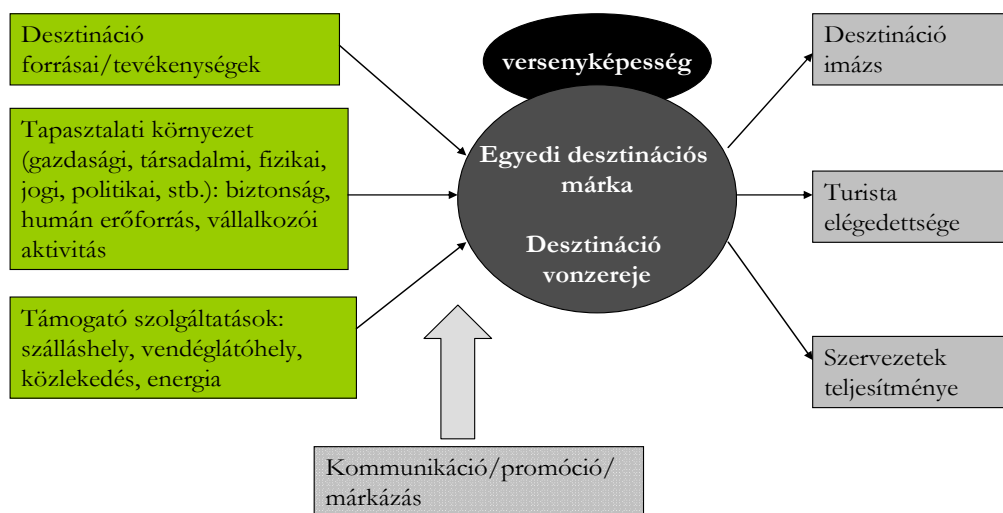 Desztináció
forrásai/tevékenységek
Tapasztalati környezet
(gazdasági, társadalmi, fizikai,
jogi, politikai, stb.): biztonság,
humán erőforrás, vállalkozói
aktivitás
Támogató szolgáltatások:
szálláshely, vendéglátóhely,
közlekedés, energia
versenyképesség
Egyedi desztinációs
márka
Desztináció
vonzereje
Kommunikáció/promóció/
márkázás
Desztináció
imázs
Turista
elégedettsége
Szervezetek
teljesítménye